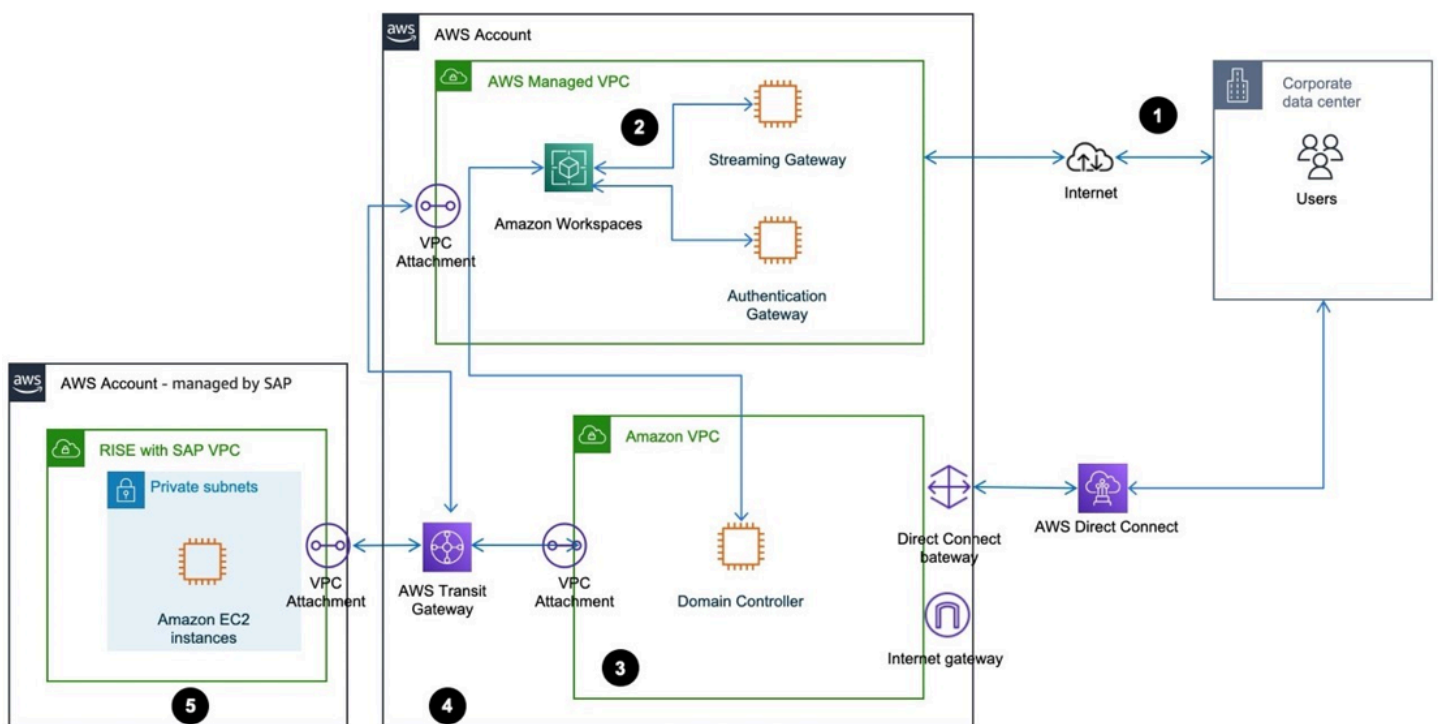 aws
AWS Account
AWS Managed VPC
2
Streaming Gateway
Amazon Workspaces
VPC
Attachment
Authentication
Gateway
1
Internet
Corporate
data center
Users
aws
AWS Account - managed by SAP
RISE with SAP VPC
Private subnets
Amazon EC2
instances
VPC
Attachment
5
AWS Transit
Gateway
4
VPC
Attachment
Amazon VPC
Domain Controller
3
Direct Connect
bateway
Internet gateway
AWS Direct Connect